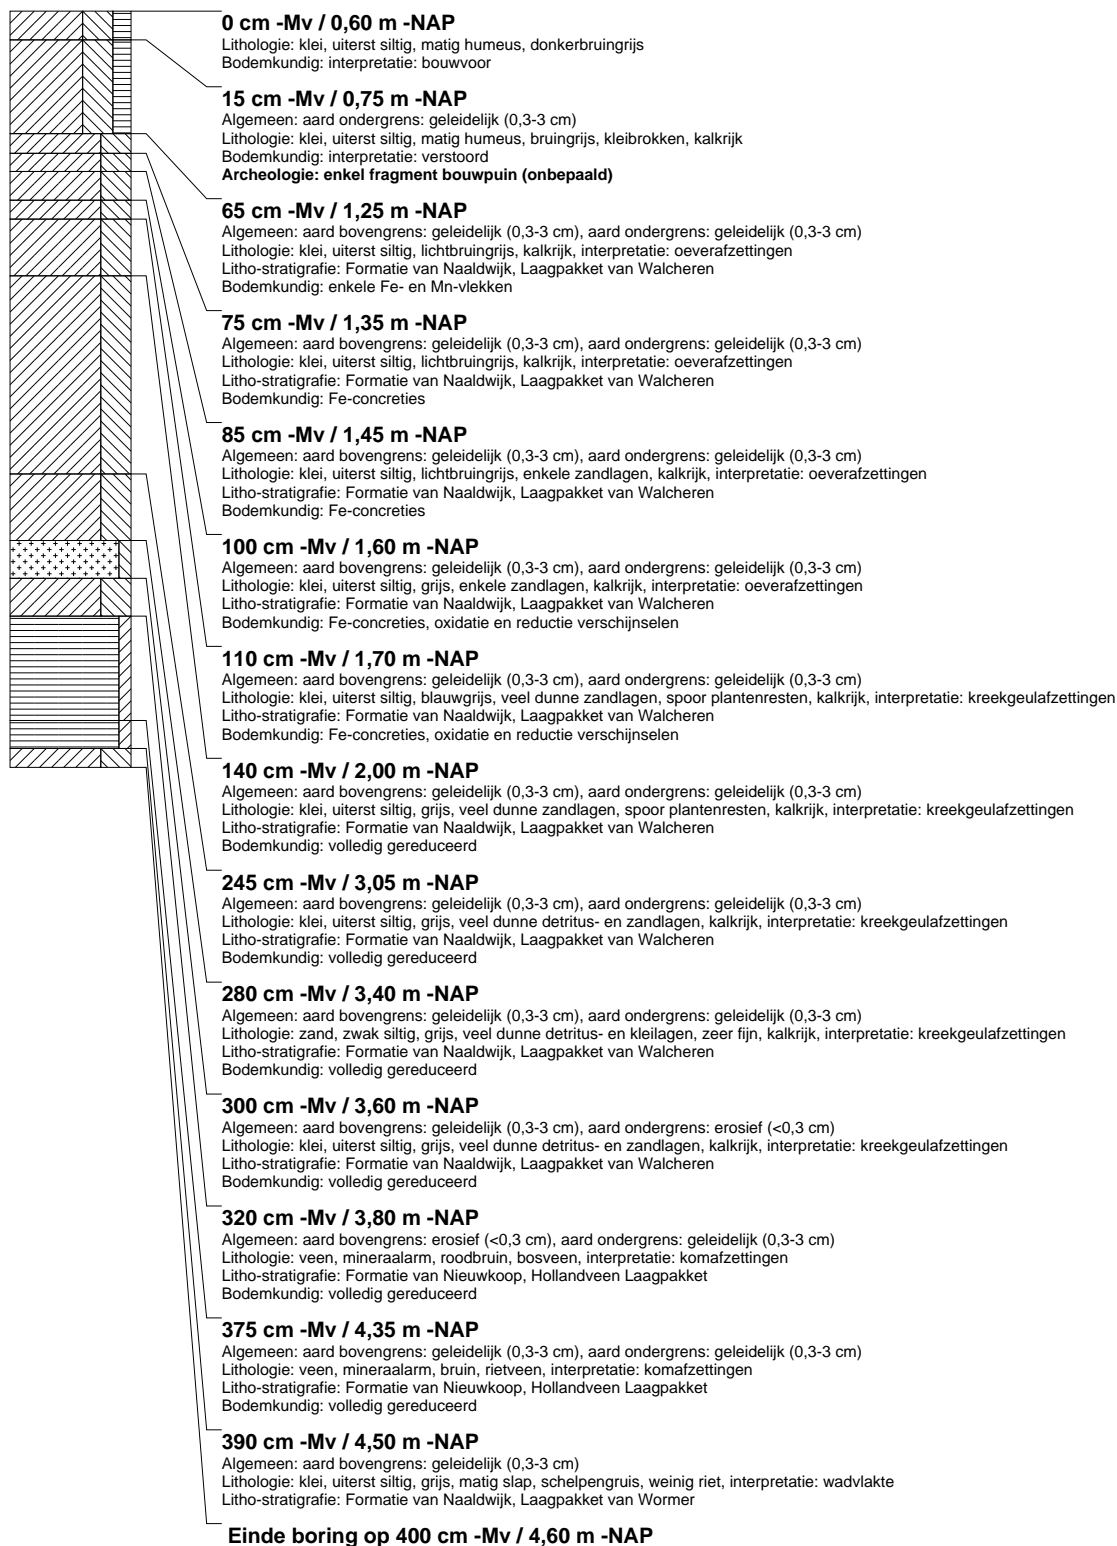 0 cm -Mv / 0,60 m -NAP
Lithologie: klei, uiterst siltig, matig humeus, donkerbruingrijs
Bodemkundig: interpretatie: bouwvoor
15 cm -Mv / 0,75 m -NAP
Algemeen: aard ondergrens: geleidelijk (0,3-3 cm)
Lithologie: klei, uiterst siltig, matig humeus, bruingrijs, kleibrokken, kalkrijk
Bodemkundig: interpretatie: verstoord
Archeologie: enkel fragment bouwpuin (onbepaald)
65 cm -Mv / 1,25 m -NAP
Algemeen: aard bovengrens: geleidelijk (0,3-3 cm), aard ondergrens: geleidelijk (0,3-3 cm)
Lithologie: klei, uiterst siltig, lichtbruingrijs, kalkrijk, interpretatie: oeverafzettingen
Litho-stratigrafie: Formatie van Naaldwijk, Laagpakket van Walcheren
Bodemkundig: enkele Fe- en Mn-vlekken
75 cm -Mv / 1,35 m -NAP
Algemeen: aard bovengrens: geleidelijk (0,3-3 cm), aard ondergrens: geleidelijk (0,3-3 cm)
Lithologie: klei, uiterst siltig, lichtbruingrijs, kalkrijk, interpretatie: oeverafzettingen
Litho-stratigrafie: Formatie van Naaldwijk, Laagpakket van Walcheren
Bodemkundig: Fe-concreties
85 cm -Mv / 1,45 m -NAP
Algemeen: aard bovengrens: geleidelijk (0,3-3 cm), aard ondergrens: geleidelijk (0,3-3 cm)
Lithologie: klei, uiterst siltig, lichtbruingrijs, enkele zandlagen, kalkrijk, interpretatie: oeverafzettingen
Litho-stratigrafie: Formatie van Naaldwijk, Laagpakket van Walcheren
Bodemkundig: Fe-concreties
100 cm -Mv / 1,60 m -NAP
Algemeen: aard bovengrens: geleidelijk (0,3-3 cm), aard ondergrens: geleidelijk (0,3-3 cm)
Lithologie: klei, uiterst siltig, grijs, enkele zandlagen, kalkrijk, interpretatie: oeverafzettingen
Litho-stratigrafie: Formatie van Naaldwijk, Laagpakket van Walcheren
Bodemkundig: Fe-concreties, oxidatie en reductie verschijnselen
110 cm -Mv / 1,70 m -NAP
Algemeen: aard bovengrens: geleidelijk (0,3-3 cm), aard ondergrens: geleidelijk (0,3-3 cm)
Lithologie: klei, uiterst siltig, blauwgrijs, veel dunne zandlagen, spoor plantenresten, kalkrijk, interpretatie: kreekgeulafzettingen
Litho-stratigrafie: Formatie van Naaldwijk, Laagpakket van Walcheren
Bodemkundig: Fe-concreties, oxidatie en reductie verschijnselen
140 cm -Mv / 2,00 m -NAP
Algemeen: aard bovengrens: geleidelijk (0,3-3 cm), aard ondergrens: geleidelijk (0,3-3 cm)
Lithologie: klei, uiterst siltig, grijs, veel dunne zandlagen, spoor plantenresten, kalkrijk, interpretatie: kreekgeulafzettingen
Litho-stratigrafie: Formatie van Naaldwijk, Laagpakket van Walcheren
Bodemkundig: volledig gereduceerd
245 cm -Mv / 3,05 m -NAP
Algemeen: aard bovengrens: geleidelijk (0,3-3 cm), aard ondergrens: geleidelijk (0,3-3 cm)
Lithologie: klei, uiterst siltig, grijs, veel dunne detritus- en zandlagen, kalkrijk, interpretatie: kreekgeulafzettingen
Litho-stratigrafie: Formatie van Naaldwijk, Laagpakket van Walcheren
Bodemkundig: volledig gereduceerd
280 cm -Mv / 3,40 m -NAP
Algemeen: aard bovengrens: geleidelijk (0,3-3 cm), aard ondergrens: geleidelijk (0,3-3 cm)
Lithologie: zand, zwak siltig, grijs, veel dunne detritus- en kleilagen, zeer fijn, kalkrijk, interpretatie: kreekgeulafzettingen
Litho-stratigrafie: Formatie van Naaldwijk, Laagpakket van Walcheren
Bodemkundig: volledig gereduceerd
300 cm -Mv / 3,60 m -NAP
Algemeen: aard bovengrens: geleidelijk (0,3-3 cm), aard ondergrens: erosief (<0,3 cm)
Lithologie: klei, uiterst siltig, grijs, veel dunne detritus- en zandlagen, kalkrijk, interpretatie: kreekgeulafzettingen
Litho-stratigrafie: Formatie van Naaldwijk, Laagpakket van Walcheren
Bodemkundig: volledig gereduceerd
320 cm -Mv / 3,80 m -NAP
Algemeen: aard bovengrens: erosief (<0,3 cm), aard ondergrens: geleidelijk (0,3-3 cm)
Lithologie: veen, mineraalarm, roodbruin, bosveen, interpretatie: komafzettingen
Litho-stratigrafie: Formatie van Nieuwkoop, Hollandveen Laagpakket
Bodemkundig: volledig gereduceerd
375 cm -Mv / 4,35 m -NAP
Algemeen: aard bovengrens: geleidelijk (0,3-3 cm), aard ondergrens: geleidelijk (0,3-3 cm)
Lithologie: veen, mineraalarm, bruin, rietveen, interpretatie: komafzettingen
Litho-stratigrafie: Formatie van Nieuwkoop, Hollandveen Laagpakket
Bodemkundig: volledig gereduceerd
390 cm -Mv / 4,50 m -NAP
Algemeen: aard bovengrens: geleidelijk (0,3-3 cm)
Lithologie: klei, uiterst siltig, grijs, matig slap, schelpengruis, weinig riet, interpretatie: wadvlakte
Litho-stratigrafie: Formatie van Naaldwijk, Laagpakket van Wormer
Einde boring op 400 cm -Mv / 4,60 m -NAP